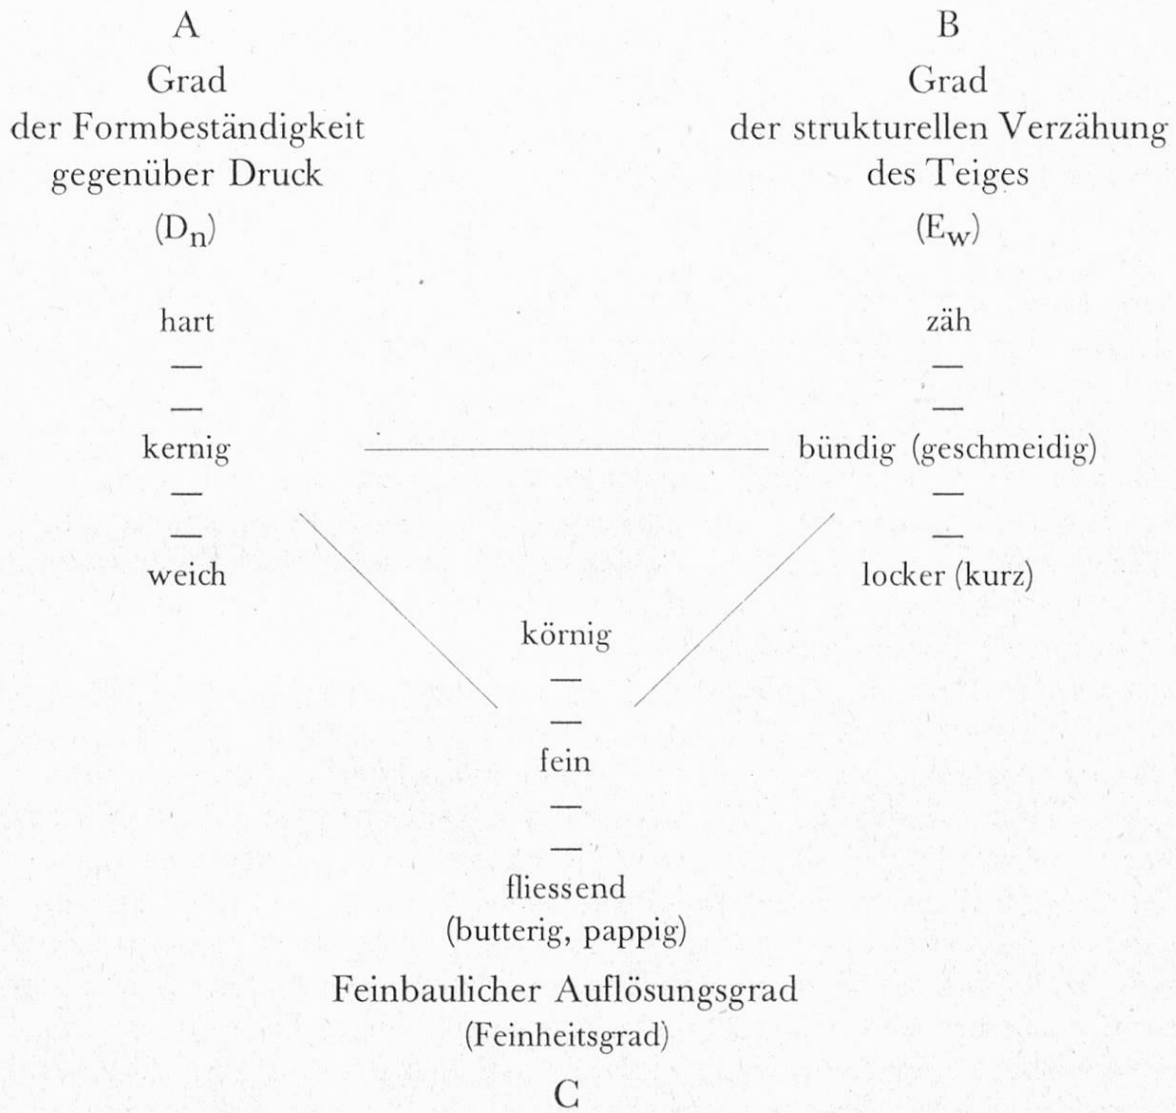 A
Grad
der Formbeständigkeit
gegenüber Druck
(Dn)
hart
—
—
kernig
—
—
weich
B
Grad
der strukturellen Verzähung
des Teiges
(Ew)
zäh
—
—
bündig (geschmeidig)
—
—
locker (kurz)
körnig
—
—
fein
—
—
fliessend
(butterig, pappig)
Feinbaulicher Auflösungsgrad
(Feinheitsgrad)
C